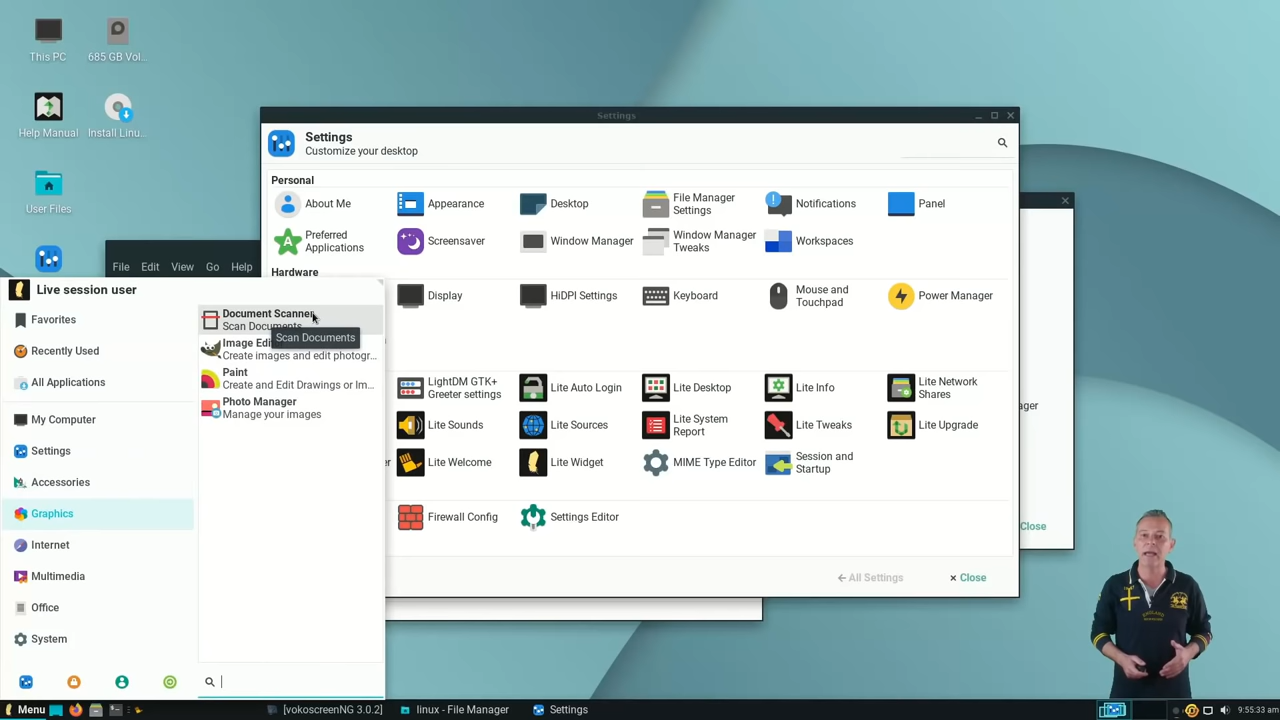 This PC
685 GB Vol...
Help Manual
Install Linu...
User Files
File Edit View Go Help
Settings
Settings
Customize your desktop
Personal
About Me
Appearance
Desktop
File Manager
Settings
Notifications
Panel
Preferred
Applications
Screensaver
Window Manager
Window Manager
Tweaks
Workspaces
Hardware
Display
HiDPI Settings
Keyboard
Mouse and
Touchpad
Power Manager
LightDM GTK+
Greeter settings
Lite Auto Login
Lite Desktop
Lite Info
Lite Network
Shares
Lite Sounds
Lite Sources
Lite System
Report
Lite Tweaks
Lite Upgrade
Lite Welcome
Lite Widget
MIME Type Editor
Session and
Startup
Firewall Config
Settings Editor
All Settings
Close
Close
Live session user
Favorites
Recently Used
All Applications
My Computer
Settings
Accessories
Graphics
Internet
Multimedia
Office
System
Document Scanner
Scan Documents
Scan Documents
Image Edi
Create images and edit photogr...
Paint
Create and Edit Drawings or Im...
Photo Manager
Manage your images
ENGLAND
Menu
[vokoscreenNG 3.0.2]
linux - File Manager
Settings
9:55:33 am